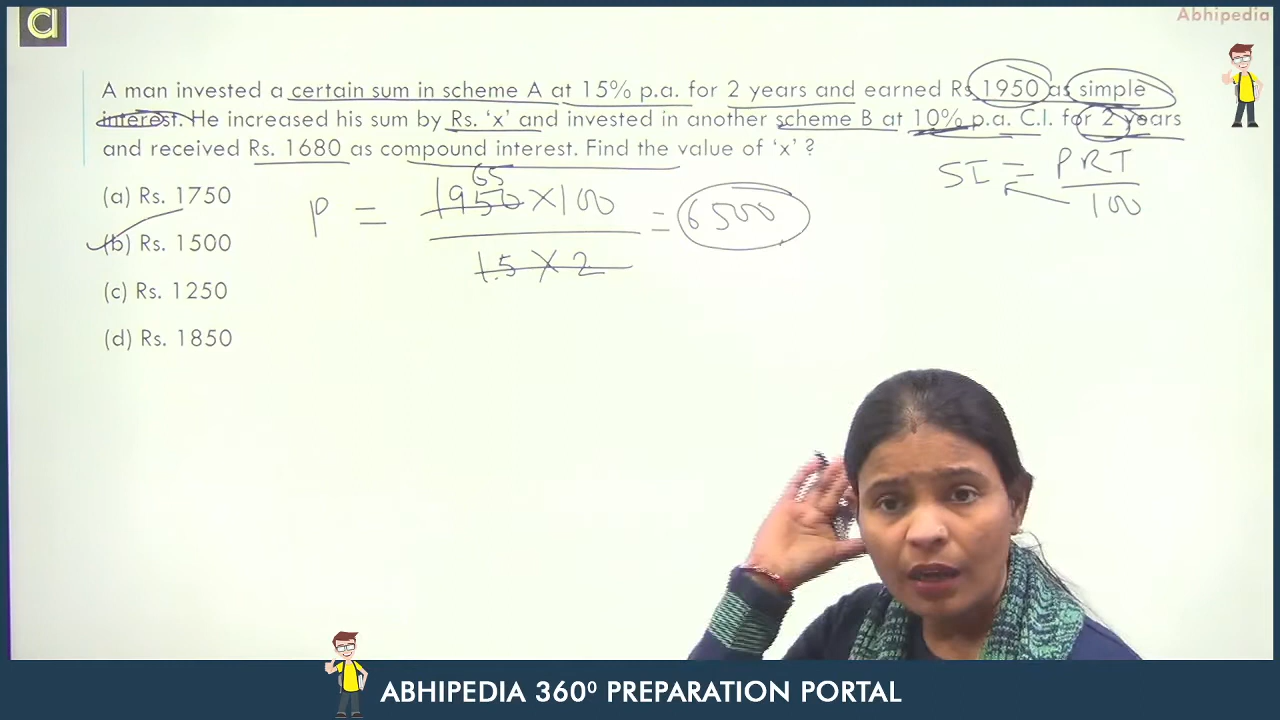 a
Abhipedia
A man invested a certain sum in scheme A at 15% p.a. for 2 years and earned Rs 1950 as simple
interest. He increased his sum by Rs. ‘x’ and invested in another scheme B at 10% p.a. C.I. for 2 years
and received Rs. 1680 as compound interest. Find the value of ‘x’ ?
SI = PRT
100
(a) Rs. 1750
65
P = 1950 X 100 = 6500
15 X 2
(b) Rs. 1500
(c) Rs. 1250
(d) Rs. 1850
ABHIPEDIA 360⁰ PREPARATION PORTAL